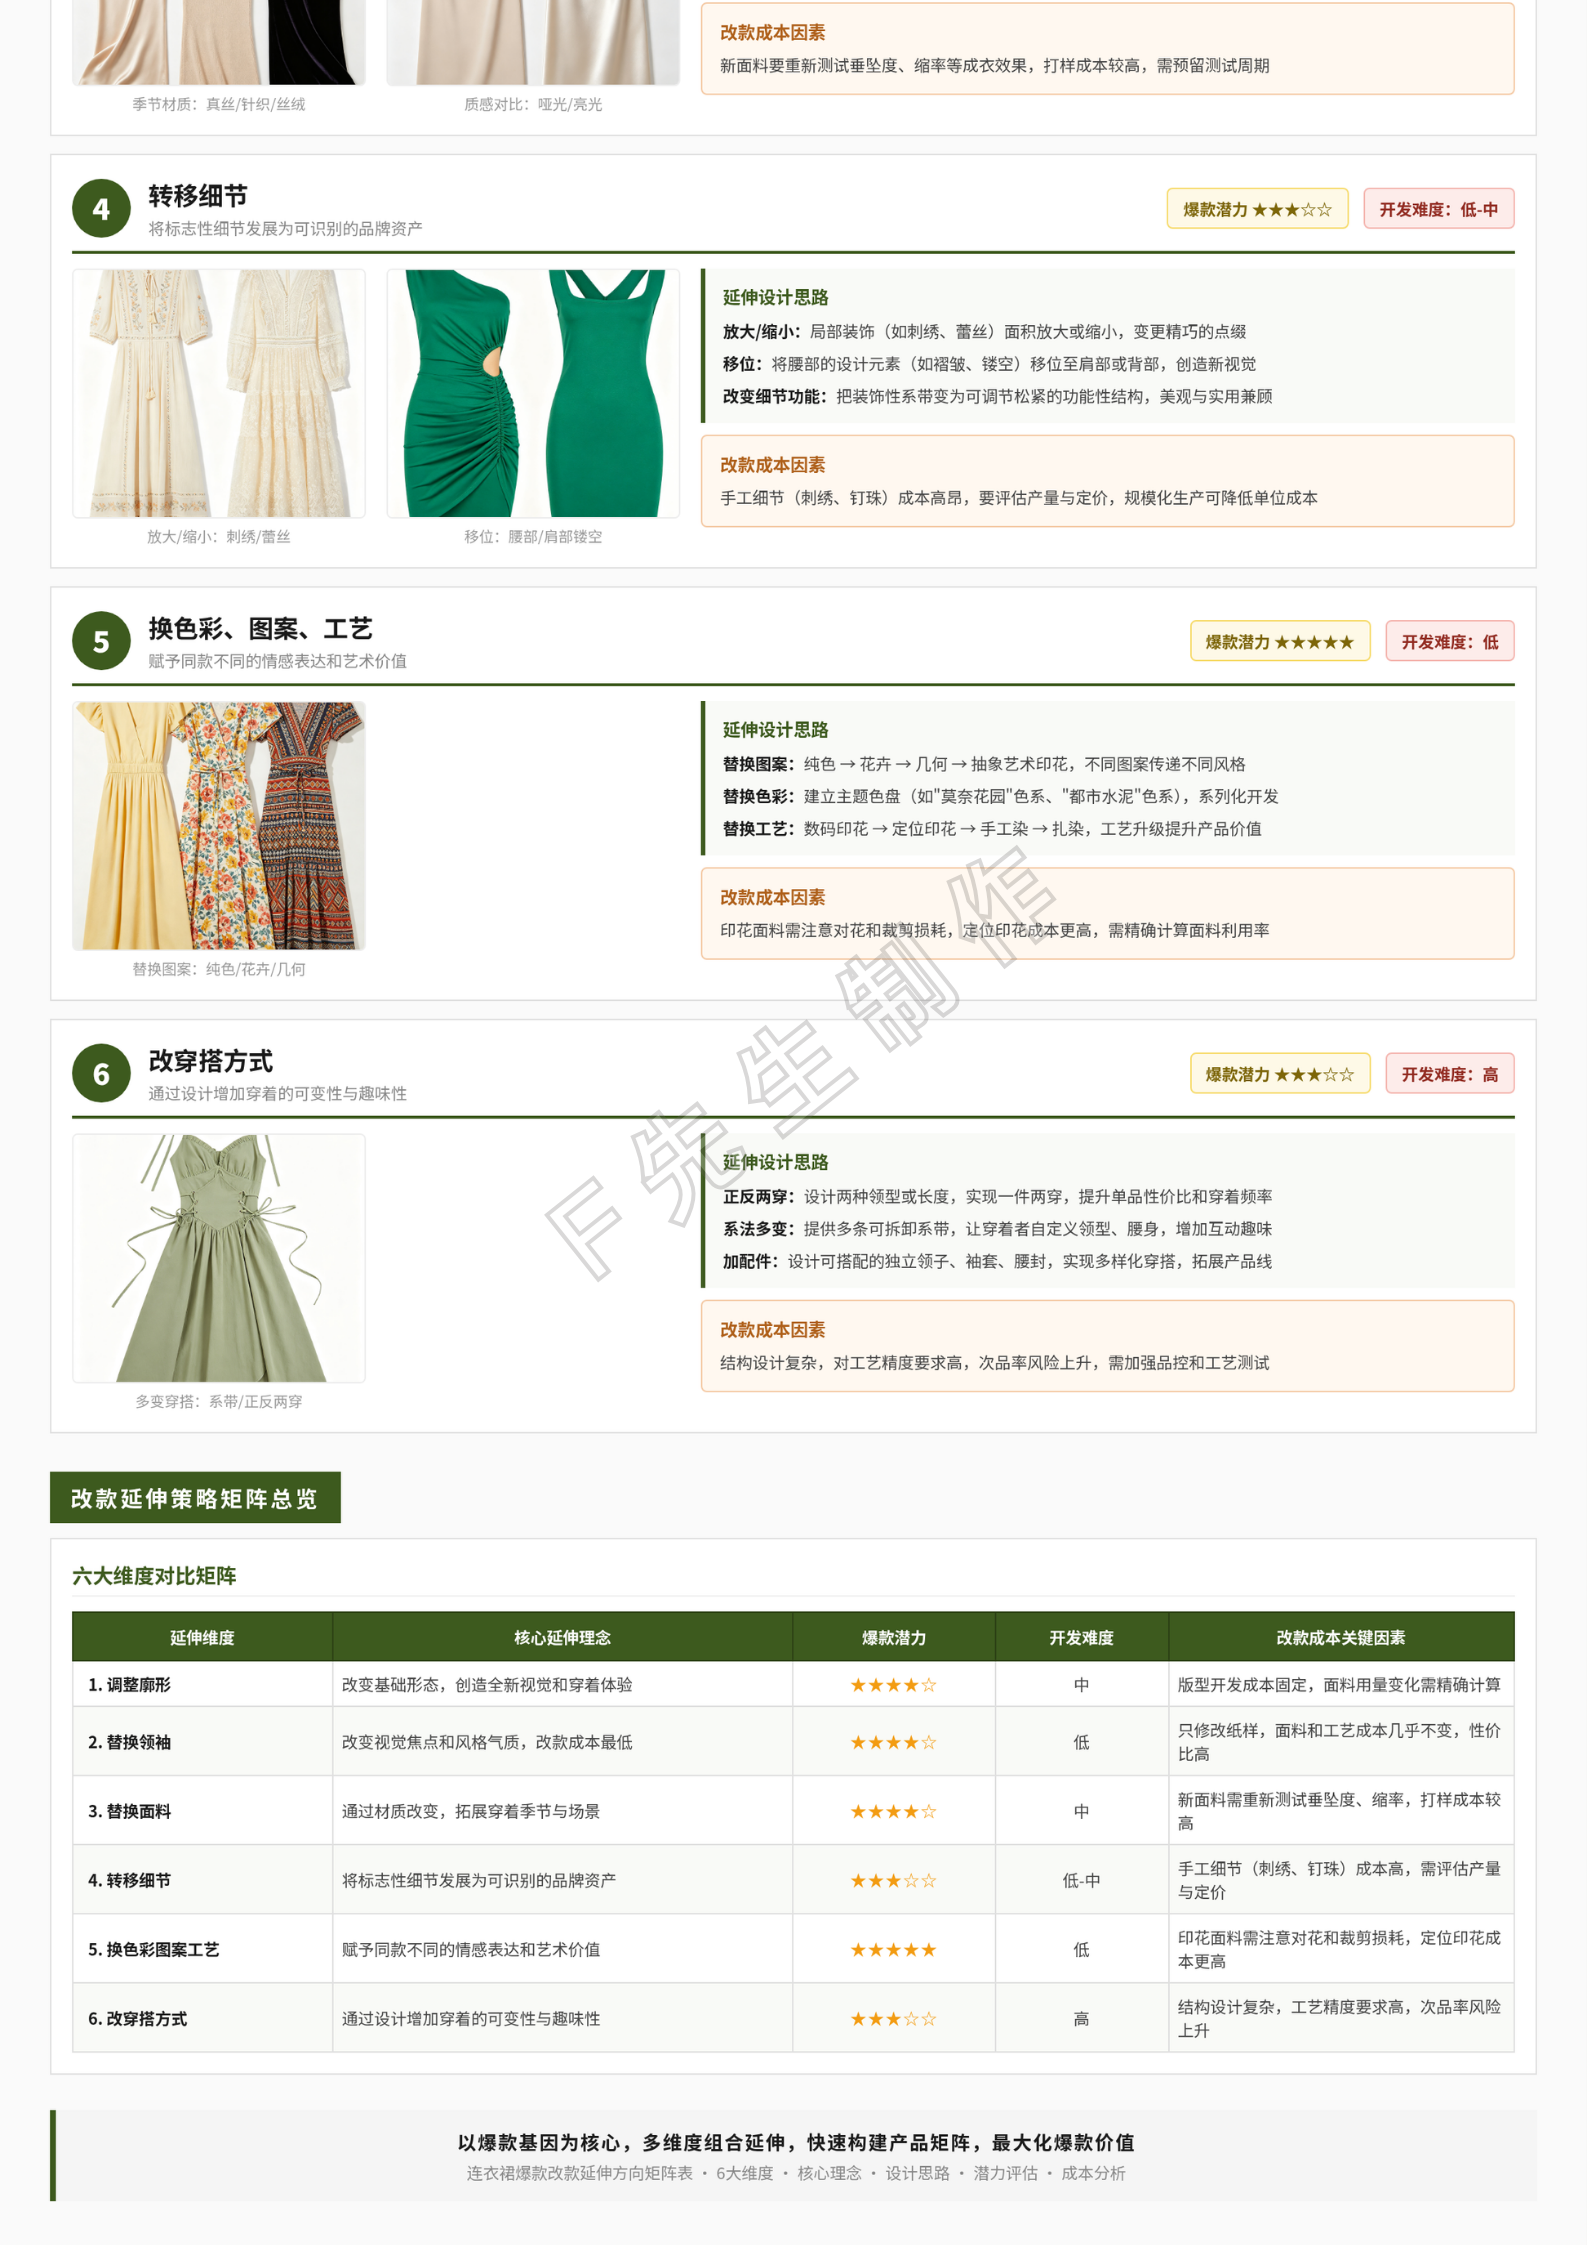 改款成本因素
新面料要重新测试垂坠度、缩率等成衣效果，打样成本较高，需预留测试周期
季节材质：真丝/针织/丝绒
质感对比：哑光/亮光
4
转移细节
将标志性细节发展为可识别的品牌资产
爆款潜力 ★★★☆☆
开发难度：低-中
延伸设计思路
放大/缩小：局部装饰（如刺绣、蕾丝）面积放大或缩小，变更精巧的点缀
移位：将腰部的设计元素（如褶皱、镂空）移位至肩部或背部，创造新视觉
改变细节功能：把装饰性系带变为可调节松紧的功能性结构，美观与实用兼顾
改款成本因素
手工细节（刺绣、钉珠）成本高昂，要评估产量与定价，规模化生产可降低单位成本
放大/缩小：刺绣/蕾丝
移位：腰部/肩部镂空
5
换色彩、图案、工艺
赋予同款不同的情感表达和艺术价值
爆款潜力 ★★★★★
开发难度：低
延伸设计思路
替换图案：纯色 → 花卉 → 几何 → 抽象艺术印花，不同图案传递不同风格
替换色彩：建立主题色盘（如"莫奈花园"色系、"都市水泥"色系），系列化开发
替换工艺：数码印花 → 定位印花 → 手工染 → 扎染，工艺升级提升产品价值
改款成本因素
印花面料需注意对花和裁剪损耗，定位印花成本更高，需精确计算面料利用率
替换图案：纯色/花卉/几何
F先生制作
6
改穿搭方式
通过设计增加穿着的可变性与趣味性
爆款潜力 ★★★☆☆
开发难度：高
延伸设计思路
正反两穿：设计两种领型或长度，实现一件两穿，提升单品性价比和穿着频率
系法多变：提供多条可拆卸系带，让穿着者自定义领型、腰身，增加互动趣味
加配件：设计可搭配的独立领子、袖套、腰封，实现多样化穿搭，拓展产品线
改款成本因素
结构设计复杂，对工艺精度要求高，次品率风险上升，需加强品控和工艺测试
多变穿搭：系带/正反两穿
改款延伸策略矩阵总览
六大维度对比矩阵
延伸维度 核心延伸理念 爆款潜力 开发难度 改款成本关键因素
1. 调整廓形 改变基础形态，创造全新视觉和穿着体验 ★★★★☆ 中 版型开发成本固定，面料用量变化需精确计算
2. 替换领袖 改变视觉焦点和风格气质，改款成本最低 ★★★★☆ 低 只修改纸样，面料和工艺成本几乎不变，性价
比高
3. 替换面料 通过材质改变，拓展穿着季节与场景 ★★★★☆ 中 新面料需重新测试垂坠度、缩率，打样成本较
高
4. 转移细节 将标志性细节发展为可识别的品牌资产 ★★★☆☆ 低-中 手工细节（刺绣、钉珠）成本高，需评估产量
与定价
5. 换色彩图案工艺 赋予同款不同的情感表达和艺术价值 ★★★★★ 低 印花面料需注意对花和裁剪损耗，定位印花成
本更高
6. 改穿搭方式 通过设计增加穿着的可变性与趣味性 ★★★☆☆ 高 结构设计复杂，工艺精度要求高，次品率风险
上升
以爆款基因为核心，多维度组合延伸，快速构建产品矩阵，最大化爆款价值
连衣裙爆款改款延伸方向矩阵表 • 6大维度 • 核心理念 • 设计思路 • 潜力评估 • 成本分析